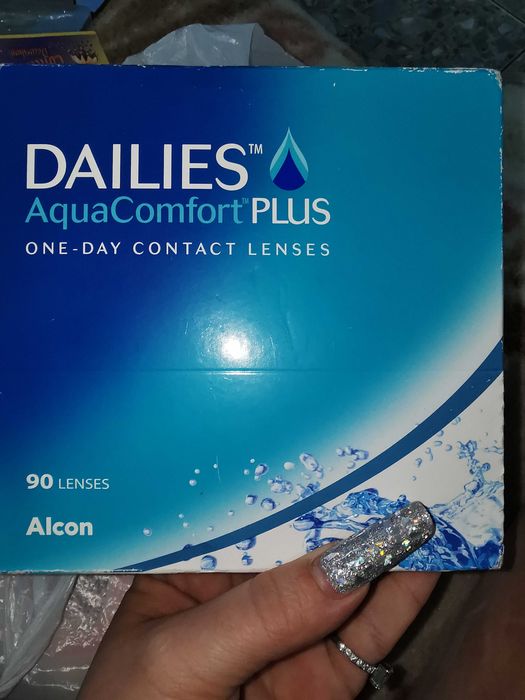 DAILIES™
AquaComfort™ PLUS
ONE-DAY CONTACT LENSES
90 LENSES
Alcon